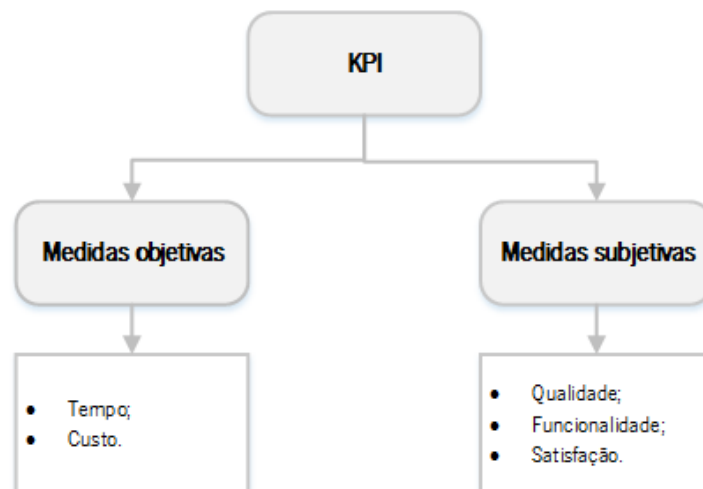 KPI
Medidas objetivas
Medidas subjetivas
• Tempo;
• Custo.
• Qualidade;
• Funcionalidade;
• Satisfação.